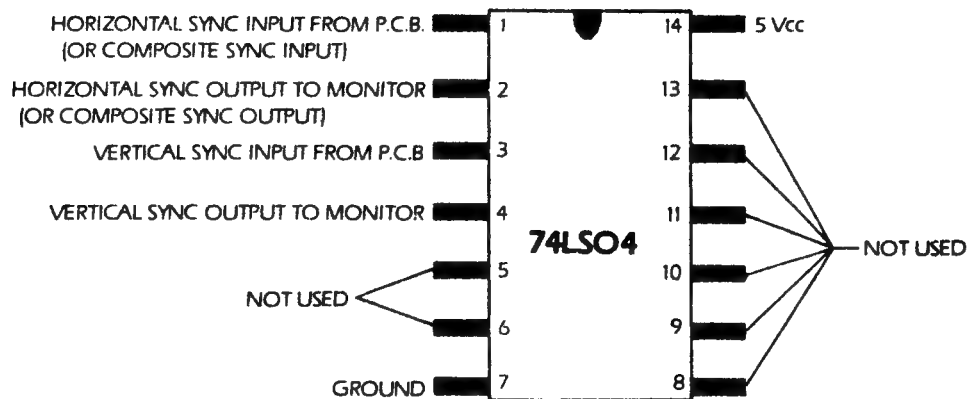 HORIZONTAL SYNC INPUT FROM P.C.B. 1 14 5 Vcc
(OR COMPOSITE SYNC INPUT)
HORIZONTAL SYNC OUTPUT TO MONITOR 2 13
(OR COMPOSITE SYNC OUTPUT)
VERTICAL SYNC INPUT FROM P.C.B 3 12
VERTICAL SYNC OUTPUT TO MONITOR 4 11
74LS04
NOT USED
5 10
NOT USED
6 9
GROUND 7 8